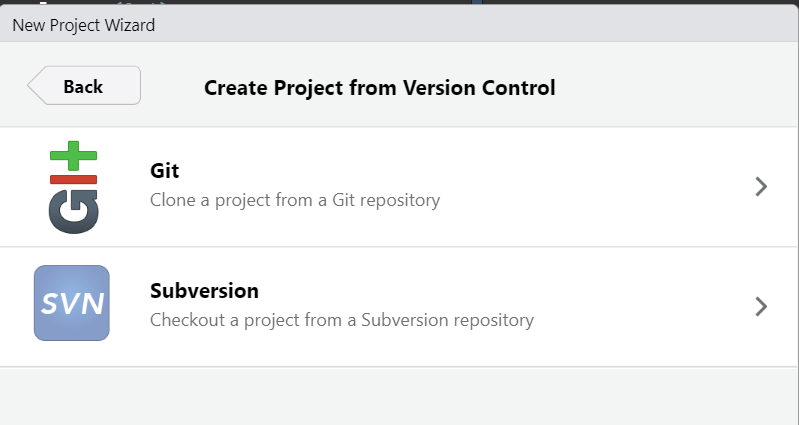 New Project Wizard
Back
Create Project from Version Control
GIt
Git
Clone a project from a Git repository
SVN
Subversion
Checkout a project from a Subversion repository